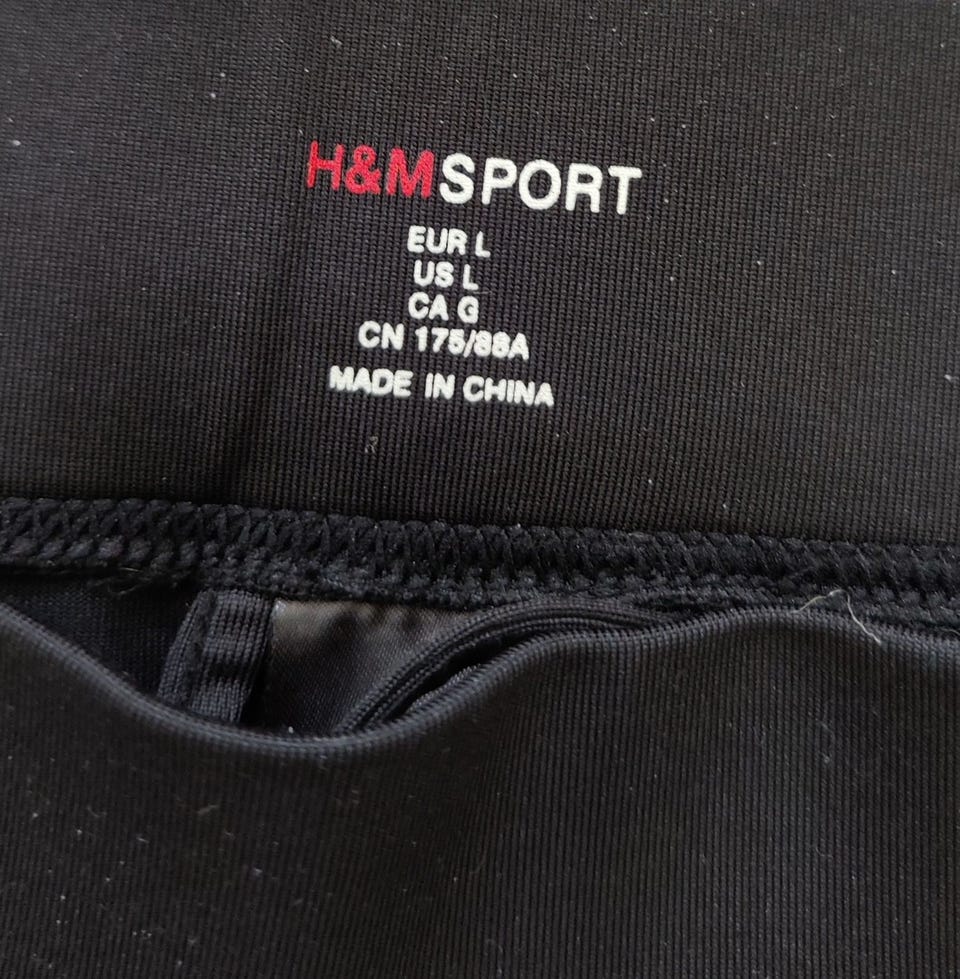 H&MSPORT
EUR L
US L
CA G
CN 175/88A
MADE IN CHINA